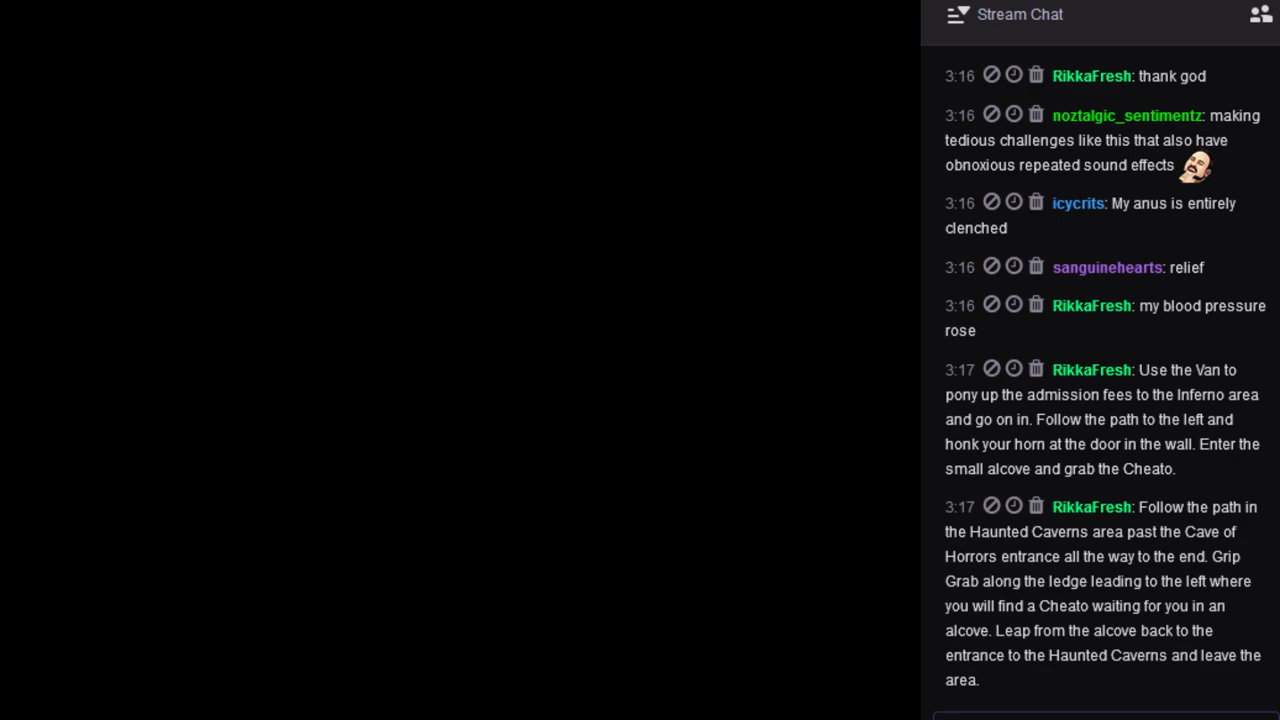 Stream Chat
3:16 RikkaFresh: thank god
3:16 noztalgic_sentimentz: making
tedious challenges like this that also have
obnoxious repeated sound effects
3:16 icycrits: My anus is entirely
clenched
3:16 sanguinehearts: relief
3:16 RikkaFresh: my blood pressure
rose
3:17 RikkaFresh: Use the Van to
pony up the admission fees to the Inferno area
and go on in. Follow the path to the left and
honk your horn at the door in the wall. Enter the
small alcove and grab the Cheato.
3:17 RikkaFresh: Follow the path in
the Haunted Caverns area past the Cave of
Horrors entrance all the way to the end. Grip
Grab along the ledge leading to the left where
you will find a Cheato waiting for you in an
alcove. Leap from the alcove back to the
entrance to the Haunted Caverns and leave the
area.